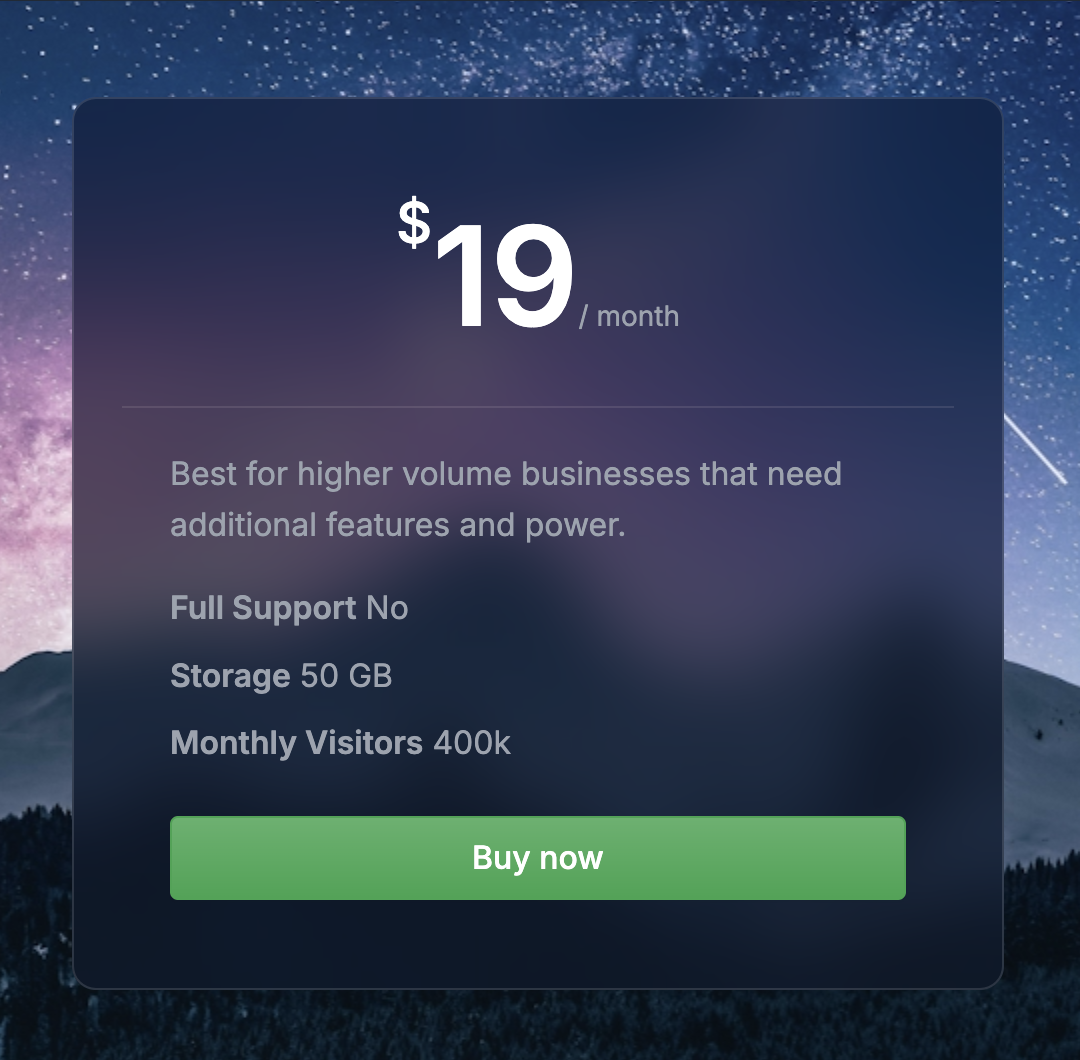 $19 / month
Best for higher volume businesses that need
additional features and power.
Full Support No
Storage 50 GB
Monthly Visitors 400k
Buy now